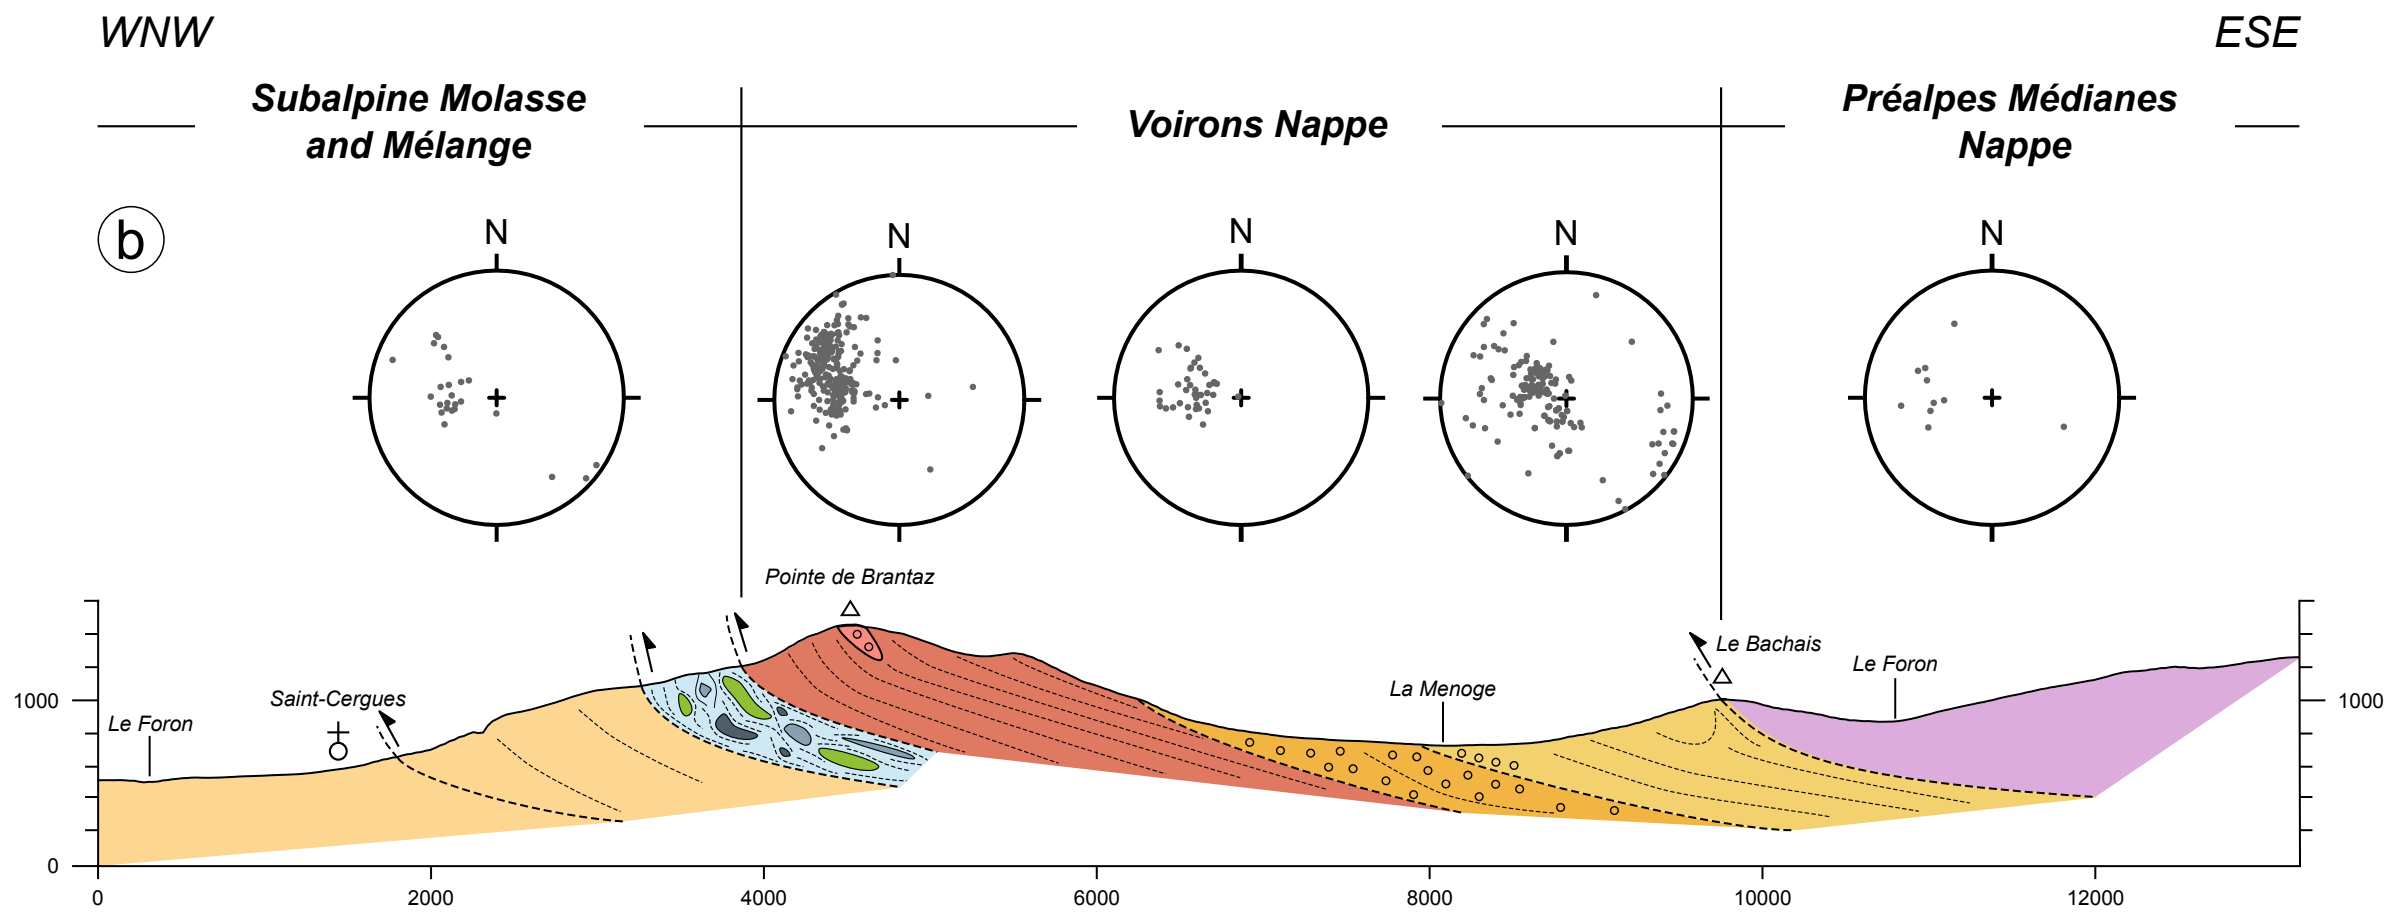 WNW
ESE
Subalpine Molasse
and Mélange
Voirons Nappe
Préalpes Médianes
Nappe
b
N
N
N
N
N
Pointe de Brantaz
Le Bachais
Le Foron
La Menoge
Saint-Cergues
Le Foron
1000
1000
0
0
2000
4000
6000
8000
10000
12000